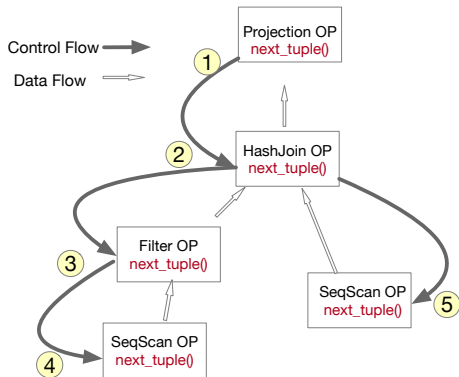 Projection OP
next_tuple()
Control Flow
Data Flow
1
2
HashJoin OP
next_tuple()
3
Filter OP
next_tuple()
SeqScan OP
next_tuple()
5
4
SeqScan OP
next_tuple()